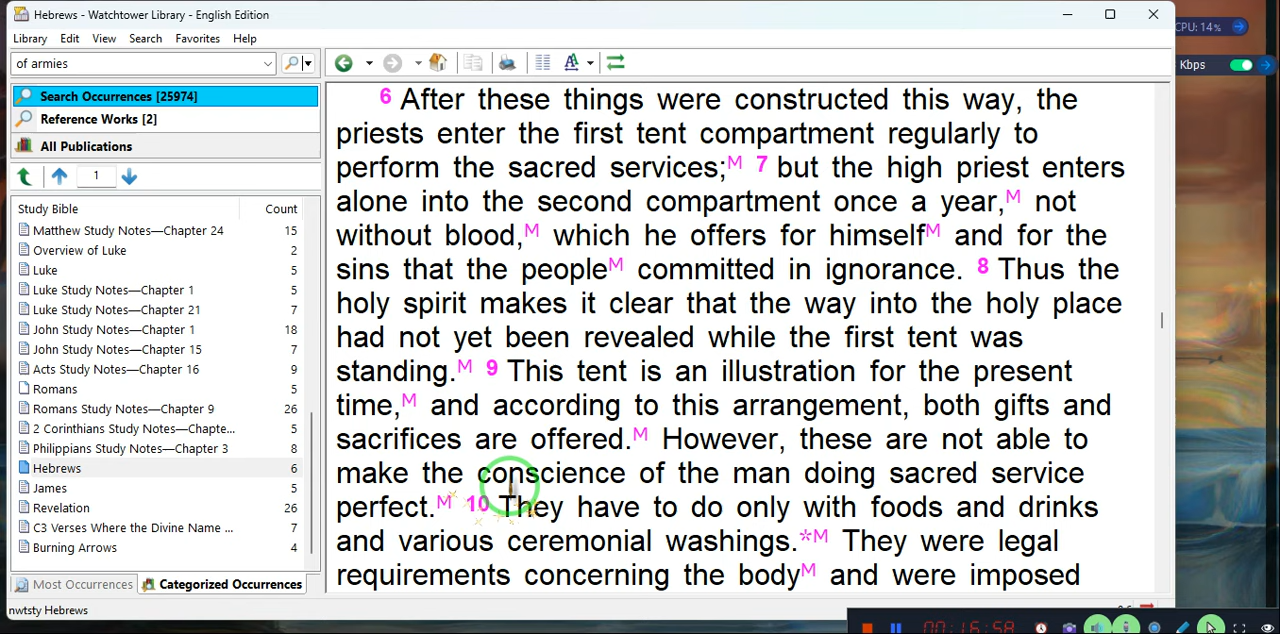 Hebrews - Watchtower Library - English Edition
CPU: 14%
Library Edit View Search Favorites Help
of armies
Kbps
Search Occurrences [25974]
Reference Works [2]
All Publications
1
Study Bible Count
Matthew Study Notes—Chapter 24 15
Overview of Luke 2
Luke 5
Luke Study Notes—Chapter 1 5
Luke Study Notes—Chapter 21 7
John Study Notes—Chapter 1 18
John Study Notes—Chapter 15 7
Acts Study Notes—Chapter 16 9
Romans 5
Romans Study Notes—Chapter 9 26
2 Corinthians Study Notes—Chapte... 5
Philippians Study Notes—Chapter 3 8
Hebrews 6
James 5
Revelation 26
C3 Verses Where the Divine Name ... 7
Burning Arrows 4
Most Occurrences Categorized Occurrences
nwtsty Hebrews
6 After these things were constructed this way, the
priests enter the first tent compartment regularly to
perform the sacred services;M 7 but the high priest enters
alone into the second compartment once a year,M not
without blood,M which he offers for himselfM and for the
sins that the peopleM committed in ignorance. 8 Thus the
holy spirit makes it clear that the way into the holy place
had not yet been revealed while the first tent was
standing.M 9 This tent is an illustration for the present
time,M and according to this arrangement, both gifts and
sacrifices are offered.M However, these are not able to
make the conscience of the man doing sacred service
perfect.M 10 They have to do only with foods and drinks
and various ceremonial washings.*M They were legal
requirements concerning the bodyM and were imposed
00:16:58